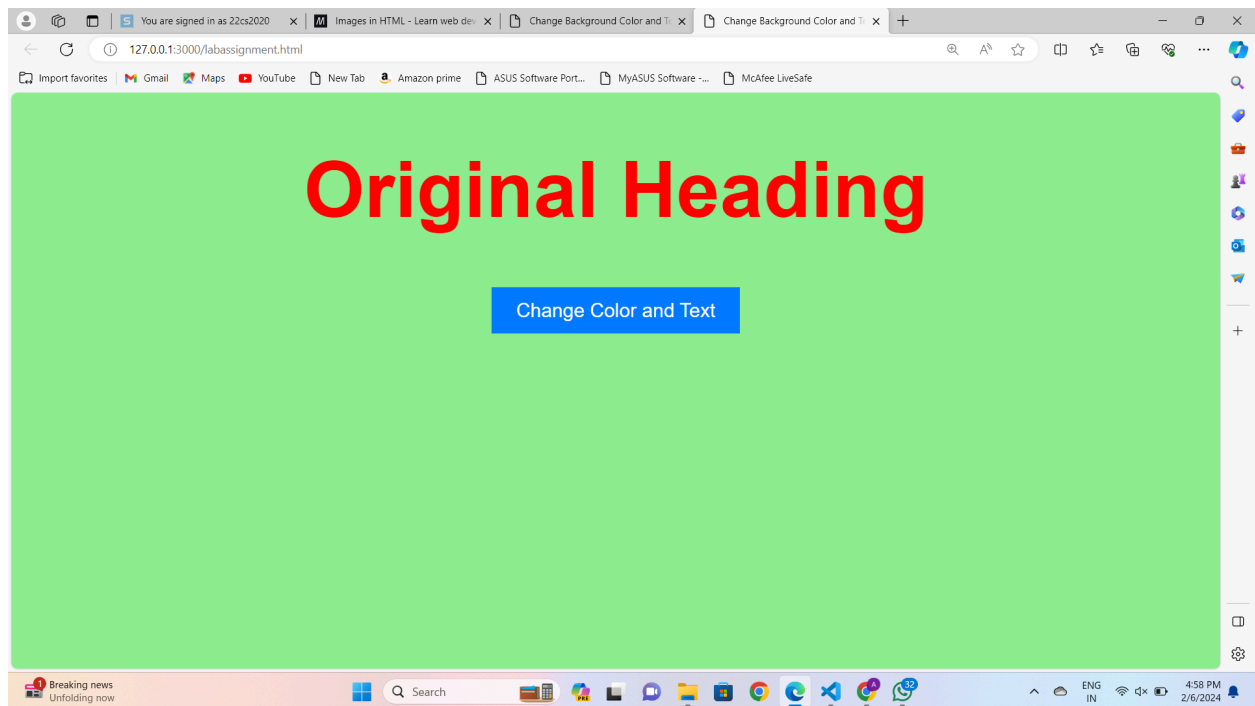 You are signed in as 22cs2020
Images in HTML - Learn web dev
Change Background Color and Te
Change Background Color and Te
127.0.0.1:3000/labassignment.html
Import favorites
Gmail
Maps
YouTube
New Tab
Amazon prime
ASUS Software Port...
MyASUS Software -...
McAfee LiveSafe
Original Heading
Change Color and Text
1
Breaking news
Unfolding now
Search
PRE
32
ENG
IN
4:58 PM
2/6/2024